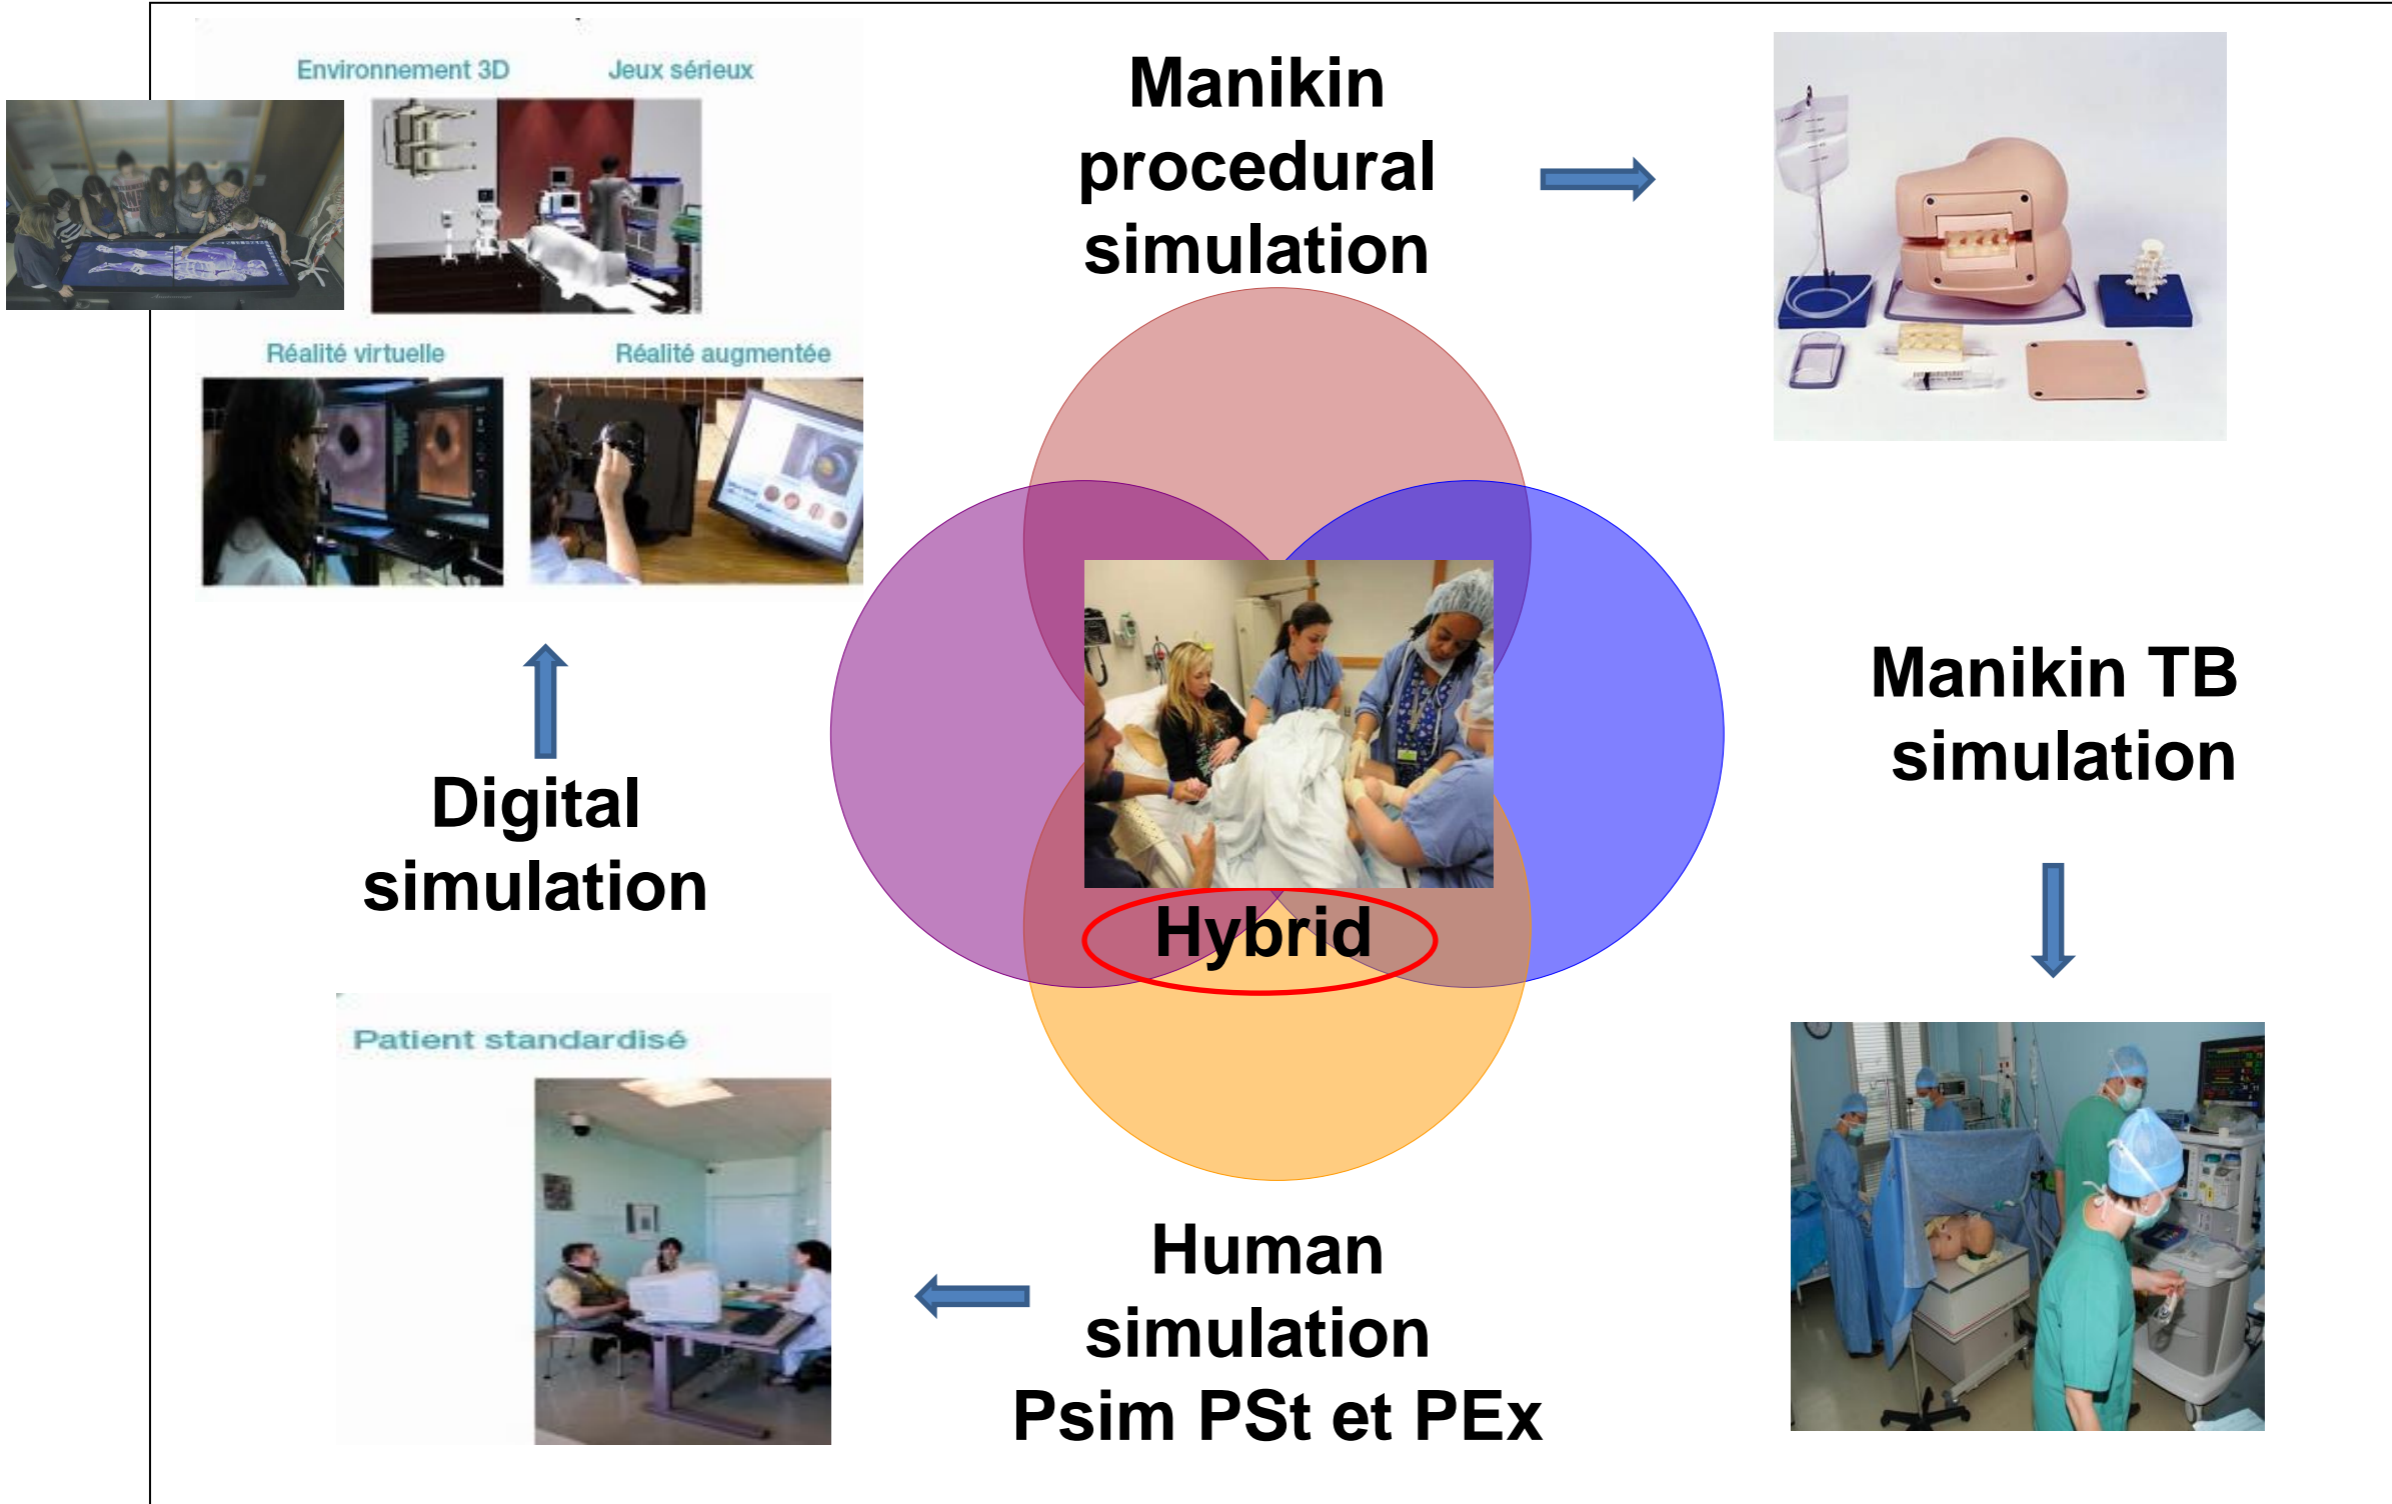 Environnement 3D
Jeux sérieux
Réalité virtuelle
Réalité augmentée
Manikin
procedural
simulation
Manikin TB
simulation
Digital
simulation
Hybrid
Patient standardisé
Human
simulation
Psim PSt et PEx